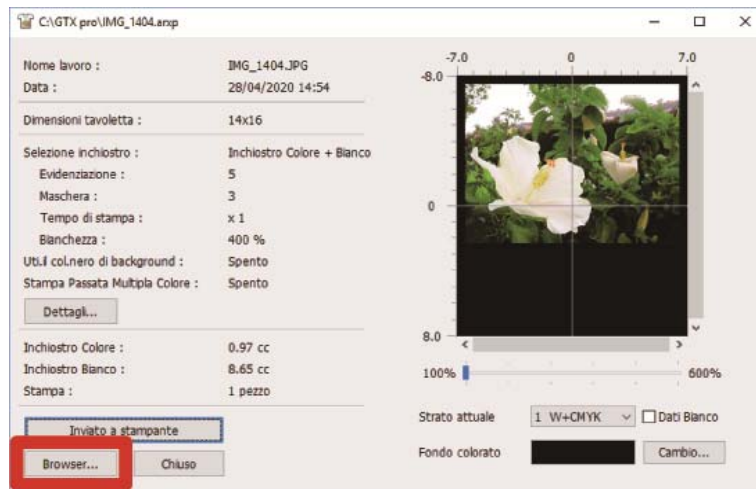 C:\GTX pro\IMG_1404.arxp
Nome lavoro : IMG_1404.JPG
Data : 28/04/2020 14:54
Dimensioni tavoletta : 14x16
Selezione inchiostro : Inchiostro Colore + Bianco
Evidenziazione : 5
Maschera : 3
Tempo di stampa : x 1
Bianchezza : 400 %
Uti.il col.nero di background : Spento
Stampa Passata Multipla Colore : Spento
Dettagli...
Inchiostro Colore : 0.97 cc
Inchiostro Bianco : 8.65 cc
Stampa : 1 pezzo
Inviato a stampante
Browser... Chiuso
-7.0 0 7.0
-8.0
0
8.0
100% 600%
Strato attuale 1 W+CMYK Dati Bianco
Fondo colorato Cambio...